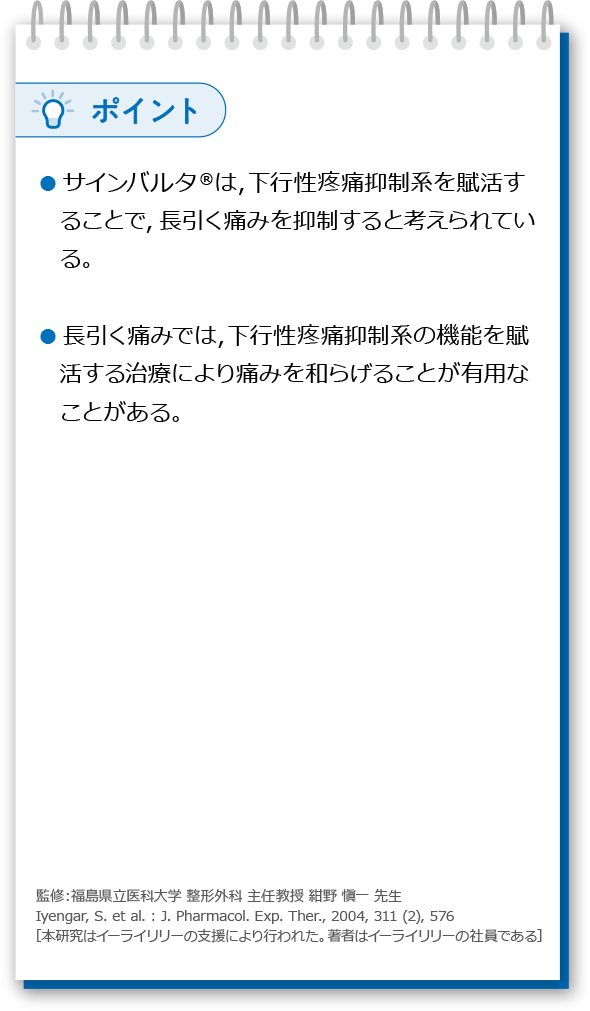 ポイント
● サインバルタ®は,下行性疼痛抑制系を賦活す
ることで, 長引く痛みを抑制すると考えられてい
る。
● 長引く痛みでは,下行性疼痛抑制系の機能を賦
活する治療により痛みを和らげることが有用な
ことがある。
監修：福島県立医科大学 整形外科 主任教授 紺野 愼一 先生
Iyengar, S. et al. : J. Pharmacol. Exp. Ther., 2004, 311 (2), 576
[本研究はイーライリリーの支援により行われた。著者はイーライリリーの社員である]